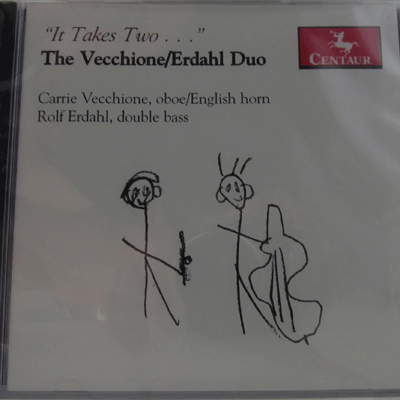 "It Takes Two . . ."
The Vecchione/Erdahl Duo
CENTAUR
Carrie Vecchione, oboe/English horn
Rolf Erdahl, double bass